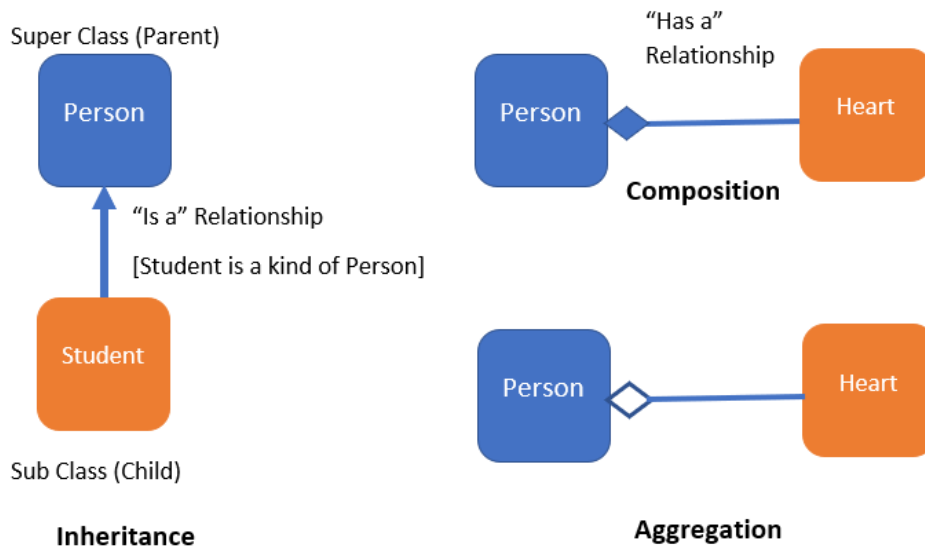 Super Class (Parent)
Person
“Is a” Relationship
[Student is a kind of Person]
Student
Sub Class (Child)
Inheritance
“Has a”
Relationship
Person
Heart
Composition
Person
Heart
Aggregation